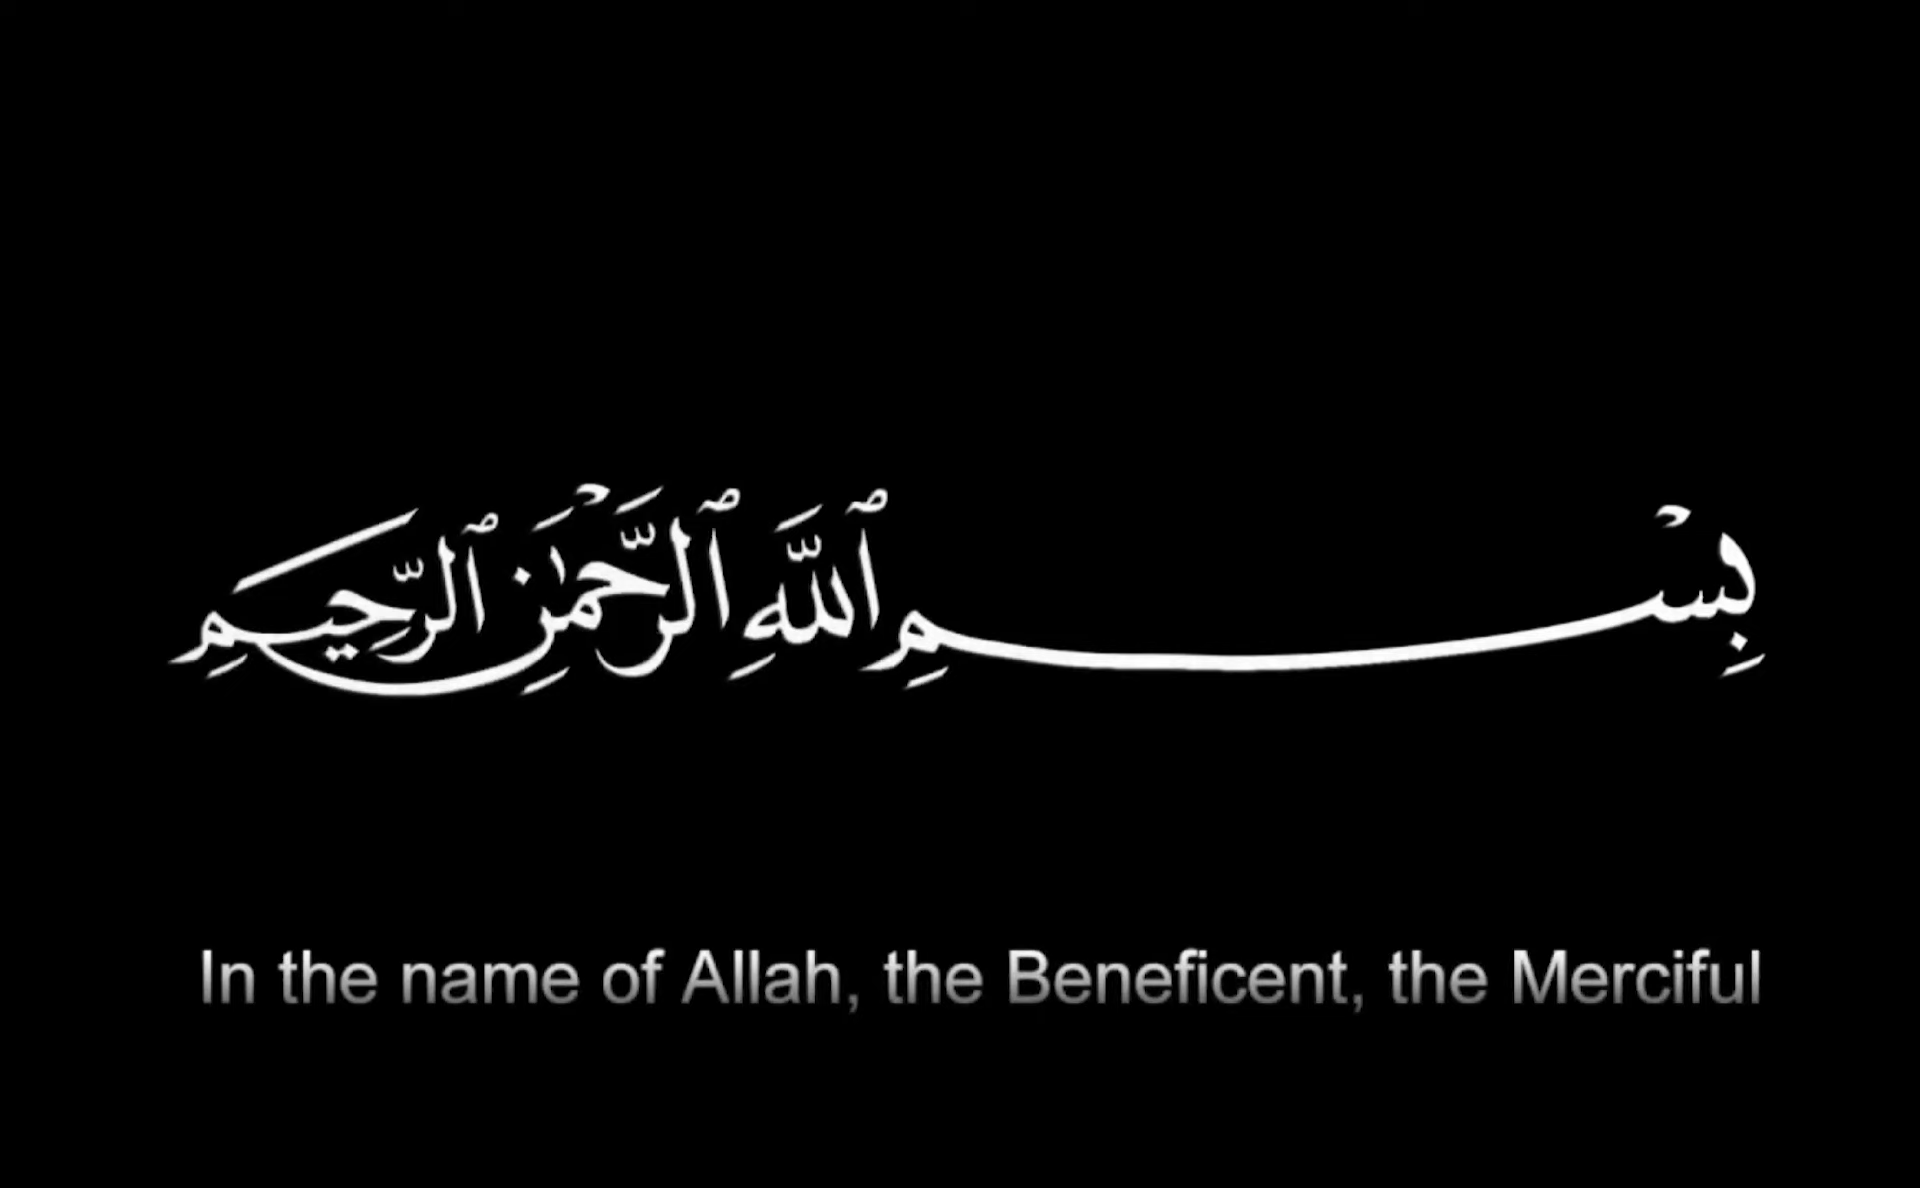 بِسْمِ ٱللَّهِ ٱلرَّحْمَٰنِ ٱلرَّحِيمِ
In the name of Allah, the Beneficent, the Merciful